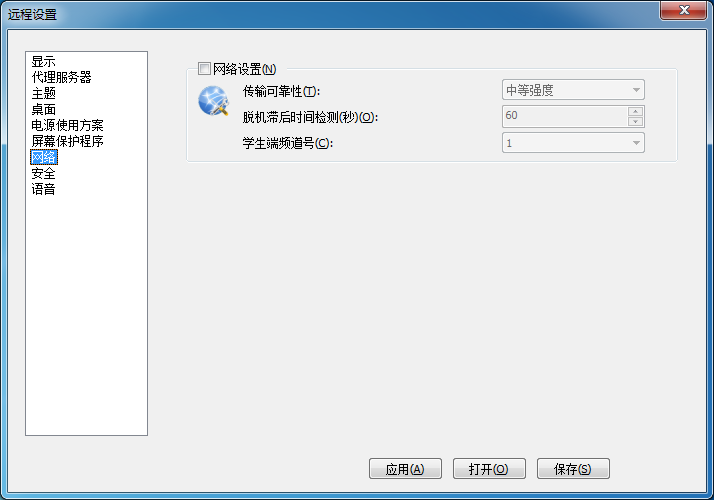 远程设置
显示
代理服务器
主题
桌面
电源使用方案
屏幕保护程序
网络
安全
语音
网络设置(N)
传输可靠性(T): 中等强度
脱机滞后时间检测(秒)(O): 60
学生端频道号(C): 1
应用(A) 打开(O) 保存(S)